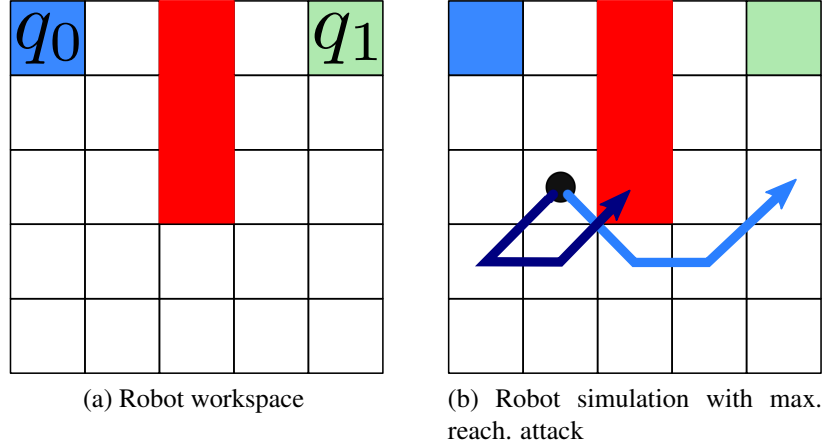 q0 q1
(a) Robot workspace
(b) Robot simulation with max.
reach. attack